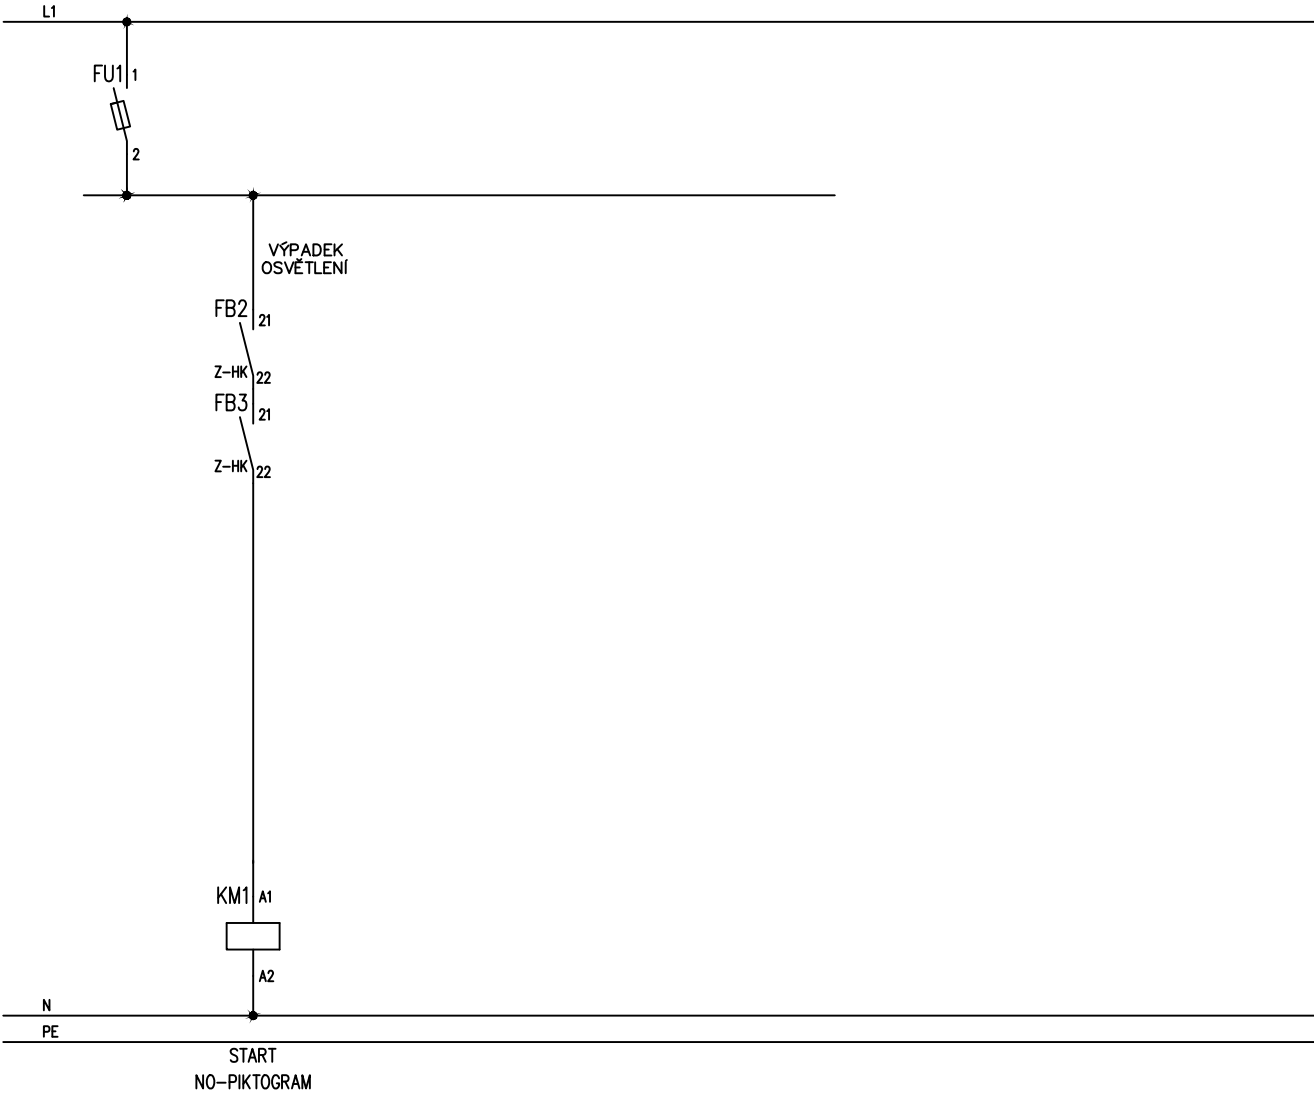 L1
FU1 1
2
VÝPADEK
OSVĚTLENÍ
FB2 21
Z-HK 22
FB3 21
Z-HK 22
KM1 A1
A2
N
PE
START
NO-PIKTOGRAM